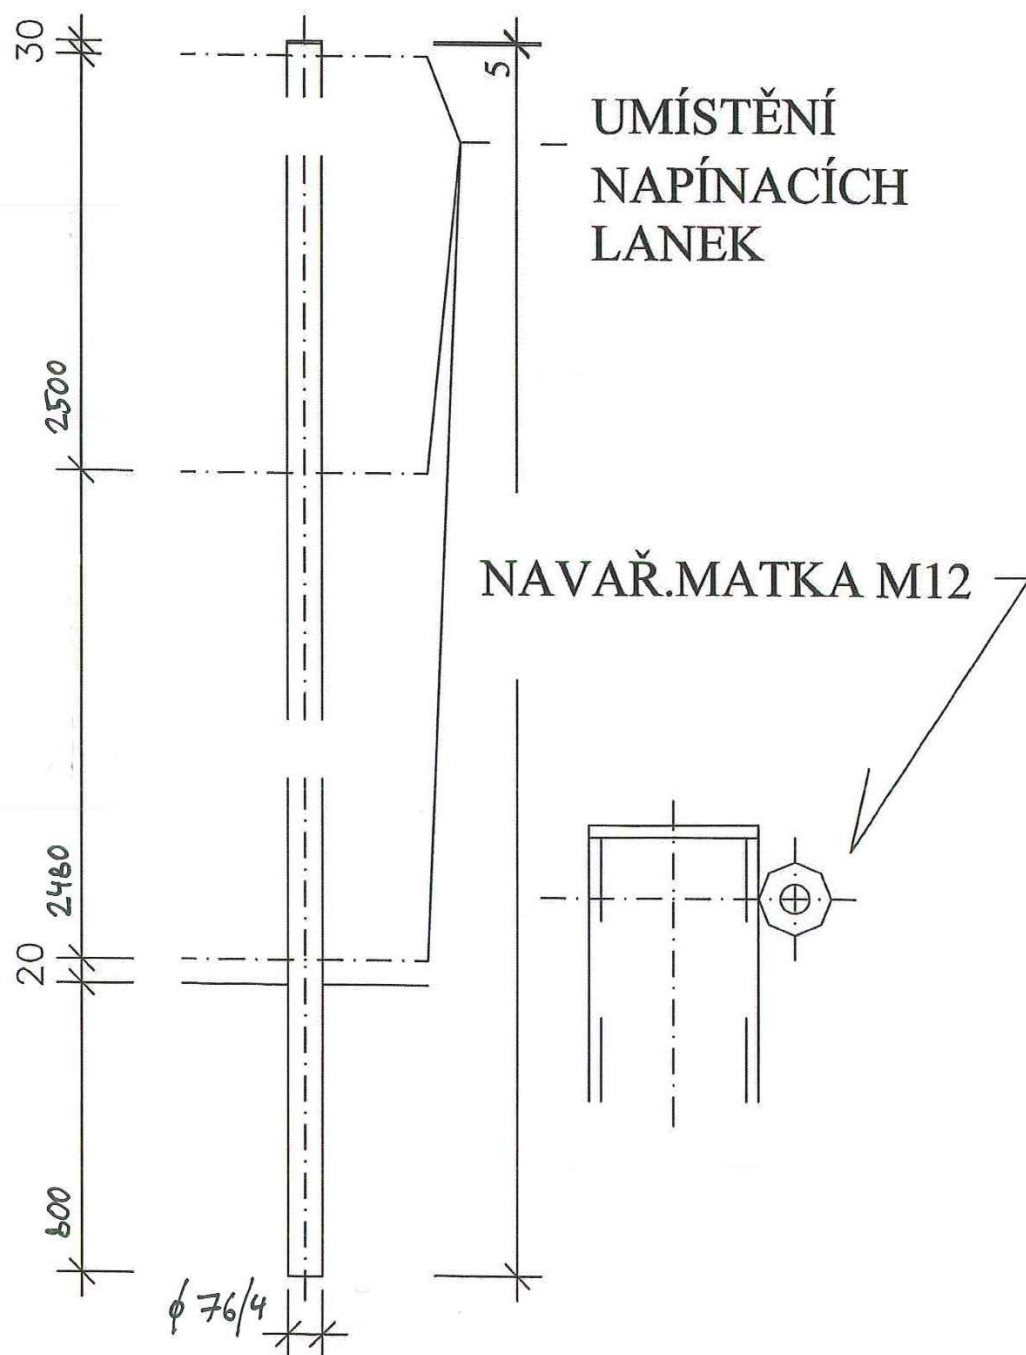 30
5
UMÍSTĚNÍ
NAPÍNACÍCH
LANEK
2500
NAVAŘ.MATKA M12
2480
20
800
ϕ 76/4